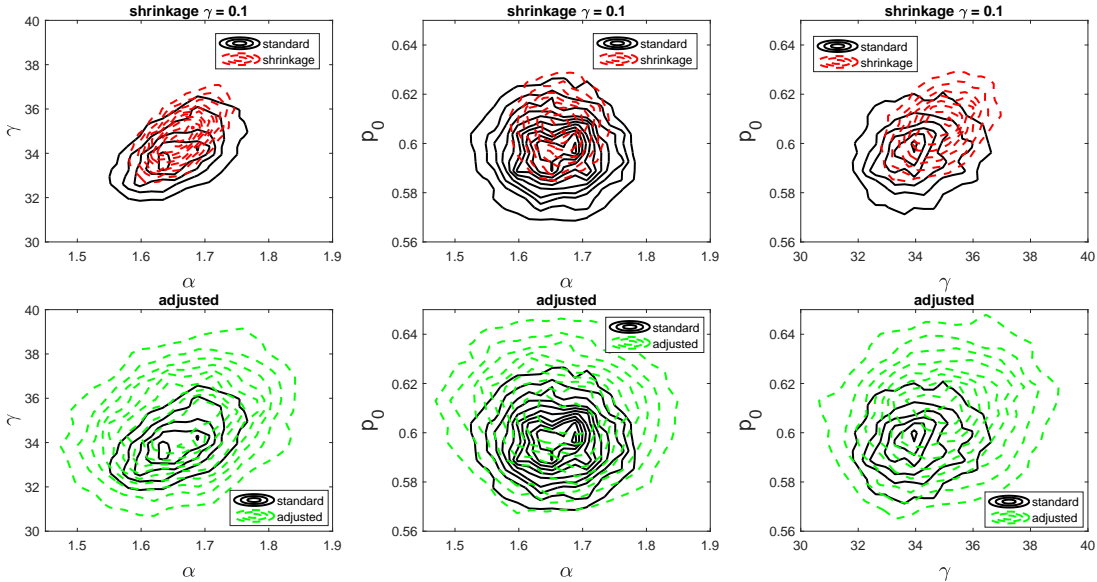 shrinkage γ = 0.1
40
38
36
34
32
30
γ
1.5
1.6
1.7
1.8
1.9
α
standard
shrinkage
shrinkage γ = 0.1
0.64
0.62
0.6
0.58
0.56
p0
1.5
1.6
1.7
1.8
1.9
α
standard
shrinkage
shrinkage γ = 0.1
0.64
0.62
0.6
0.58
0.56
p0
30
32
34
36
38
40
γ
standard
shrinkage
adjusted
40
38
36
34
32
30
γ
1.5
1.6
1.7
1.8
1.9
α
standard
adjusted
adjusted
0.64
0.62
0.6
0.58
0.56
p0
1.5
1.6
1.7
1.8
1.9
α
standard
adjusted
adjusted
0.64
0.62
0.6
0.58
0.56
p0
30
32
34
36
38
40
γ
standard
adjusted